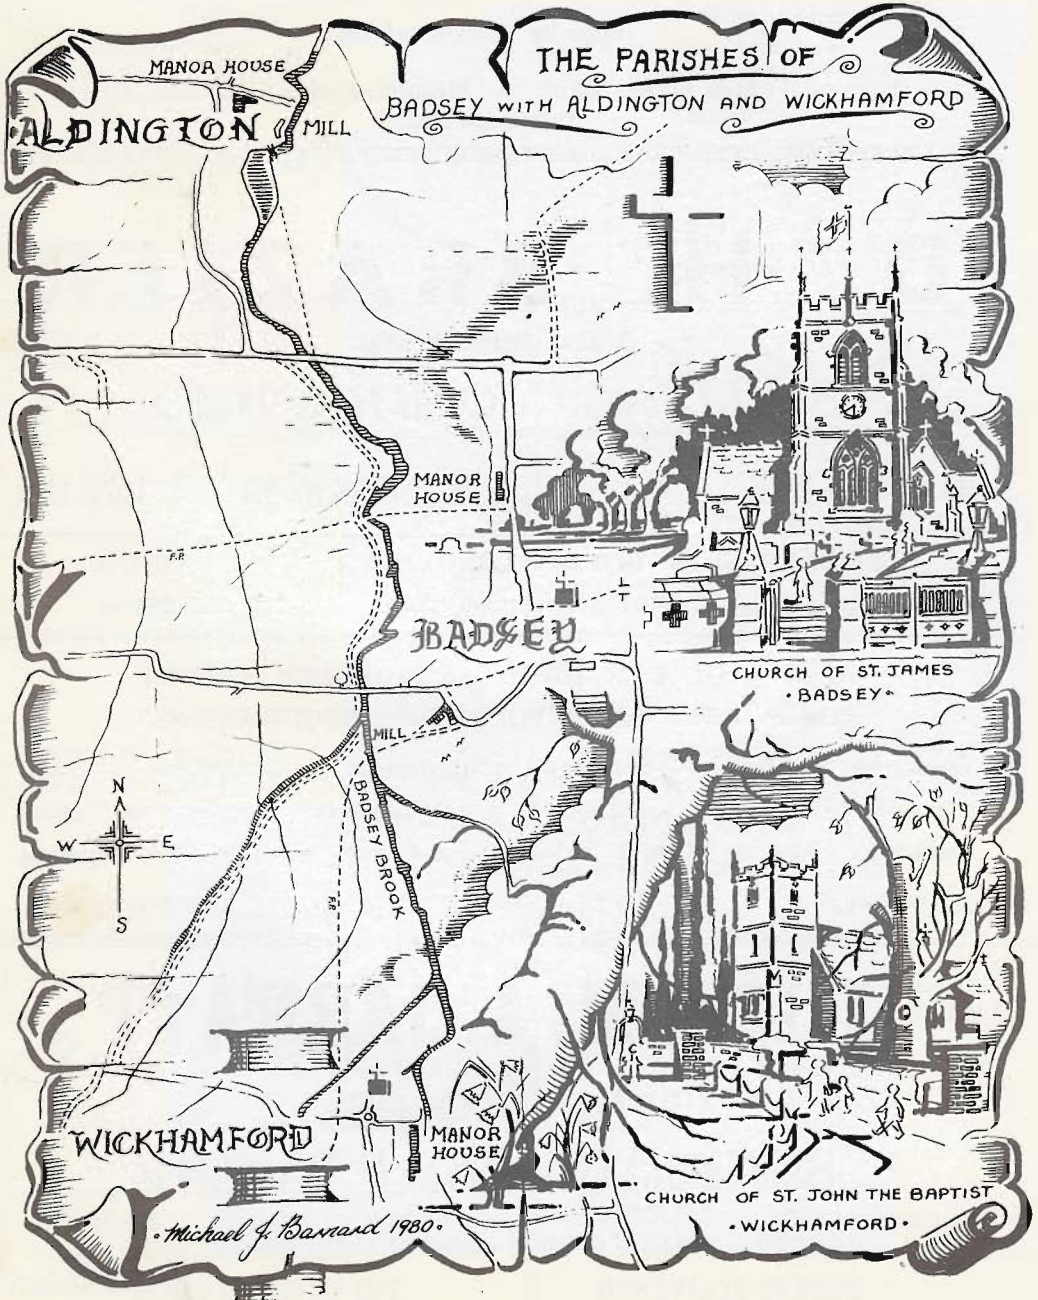 THE PARISHES OF
BADSEY WITH ALDINGTON AND WICKHAMFORD
MANOR HOUSE
ALDINGTON
MILL
MANOR
HOUSE
F.P.
BADSEY
CHURCH OF ST. JAMES
· BADSEY ·
MILL
BADSEY BROOK
N
W E
S
F.P.
WICKHAMFORD
MANOR
HOUSE
CHURCH OF ST. JOHN THE BAPTIST
· WICKHAMFORD ·
· Michael J. Barnard 1980 ·